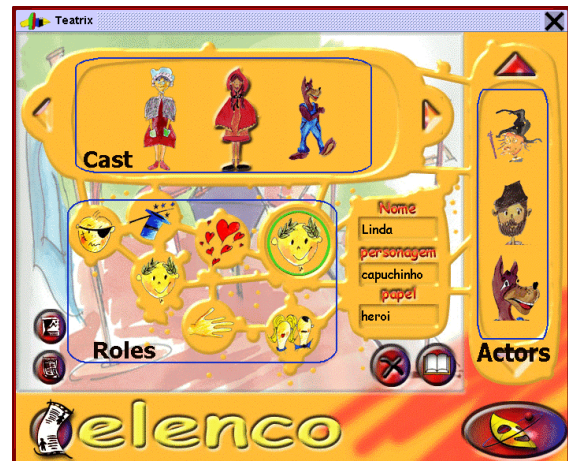 Teatrix
Cast
Nome
Linda
personagem
capuchinho
papel
heroi
Roles
Actors
elenco